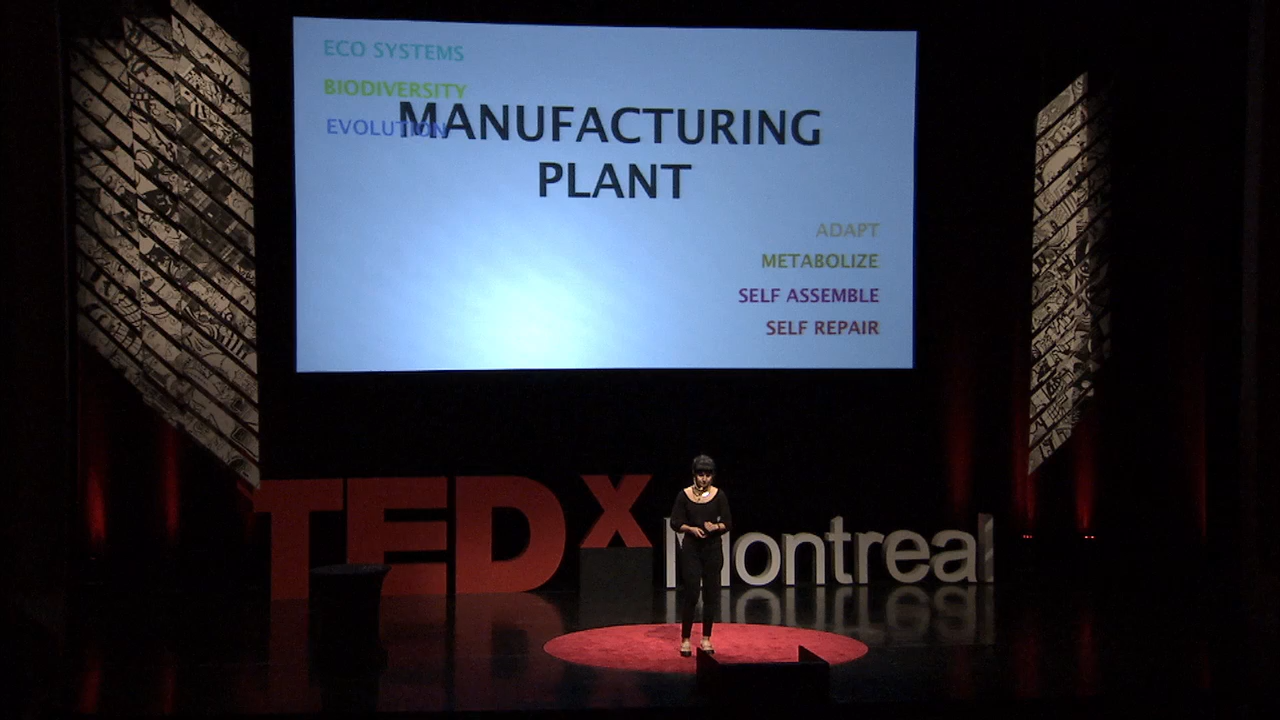 ECO SYSTEMS
BIODIVERSITY
EVOLUTION
MANUFACTURING
PLANT
ADAPT
METABOLIZE
SELF ASSEMBLE
SELF REPAIR
TEDx
Montreal